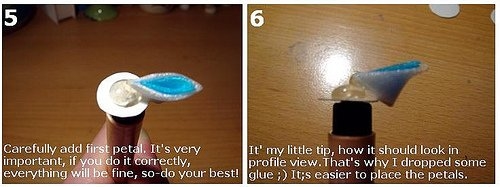 5
Carefully add first petal. It's very
important, if you do it correctly,
everything will be fine, so-do your best!
6
It' my little tip, how it should look in
profile view.That's why I dropped some
glue ;) It;s easier to place the petals.